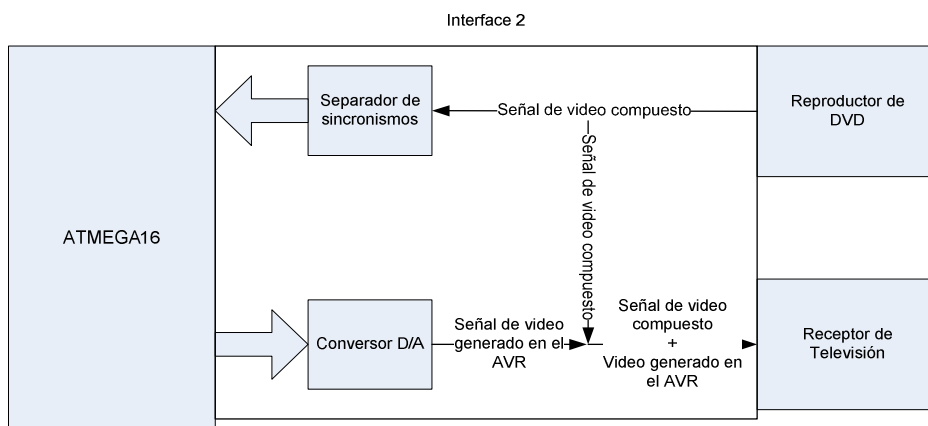 Interface 2
Separador de
sincronismos
Señal de video compuesto
Reproductor de
DVD
Señal de video compuesto
ATMEGA16
Conversor D/A
Señal de video
generado en el
AVR
Señal de video
compuesto
+
Video generado en
el AVR
Receptor de
Televisión